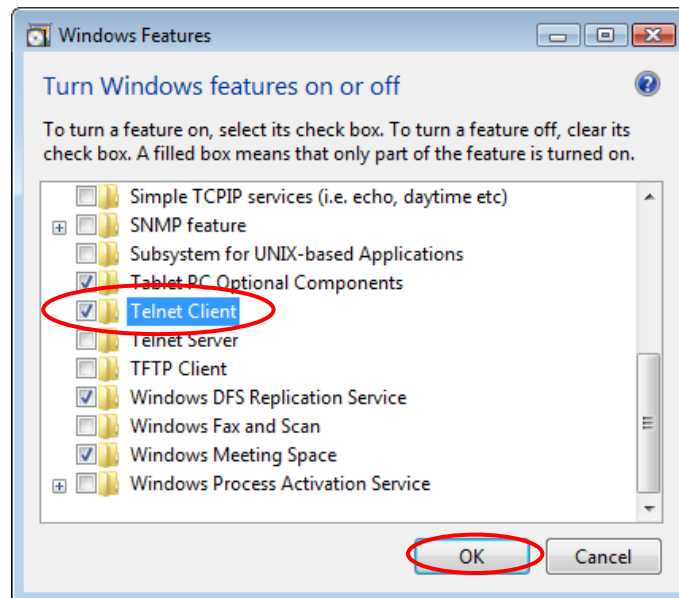 Windows Features
Turn Windows features on or off
To turn a feature on, select its check box. To turn a feature off, clear its
check box. A filled box means that only part of the feature is turned on.
Simple TCPIP services (i.e. echo, daytime etc)
SNMP feature
Subsystem for UNIX-based Applications
Tablet PC Optional Components
Telnet Client
Telnet Server
TFTP Client
Windows DFS Replication Service
Windows Fax and Scan
Windows Meeting Space
Windows Process Activation Service
OK Cancel